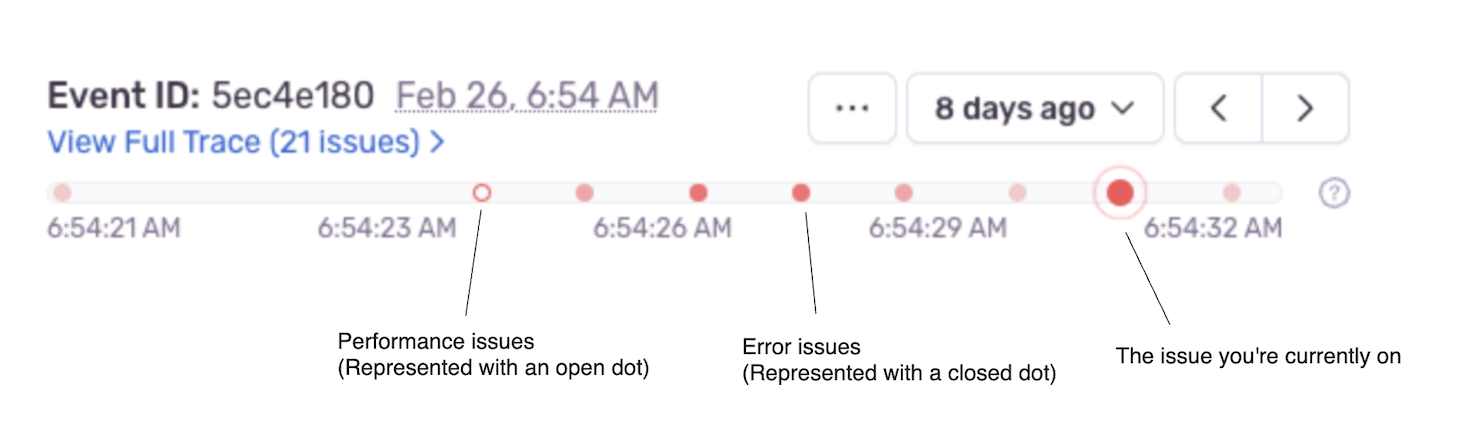 Event ID: 5ec4e180 Feb 26, 6:54 AM
8 days ago
View Full Trace (21 issues)
6:54:21 AM 6:54:23 AM 6:54:26 AM 6:54:29 AM 6:54:32 AM
Performance issues
(Represented with an open dot)
Error issues
(Represented with a closed dot)
The issue you're currently on